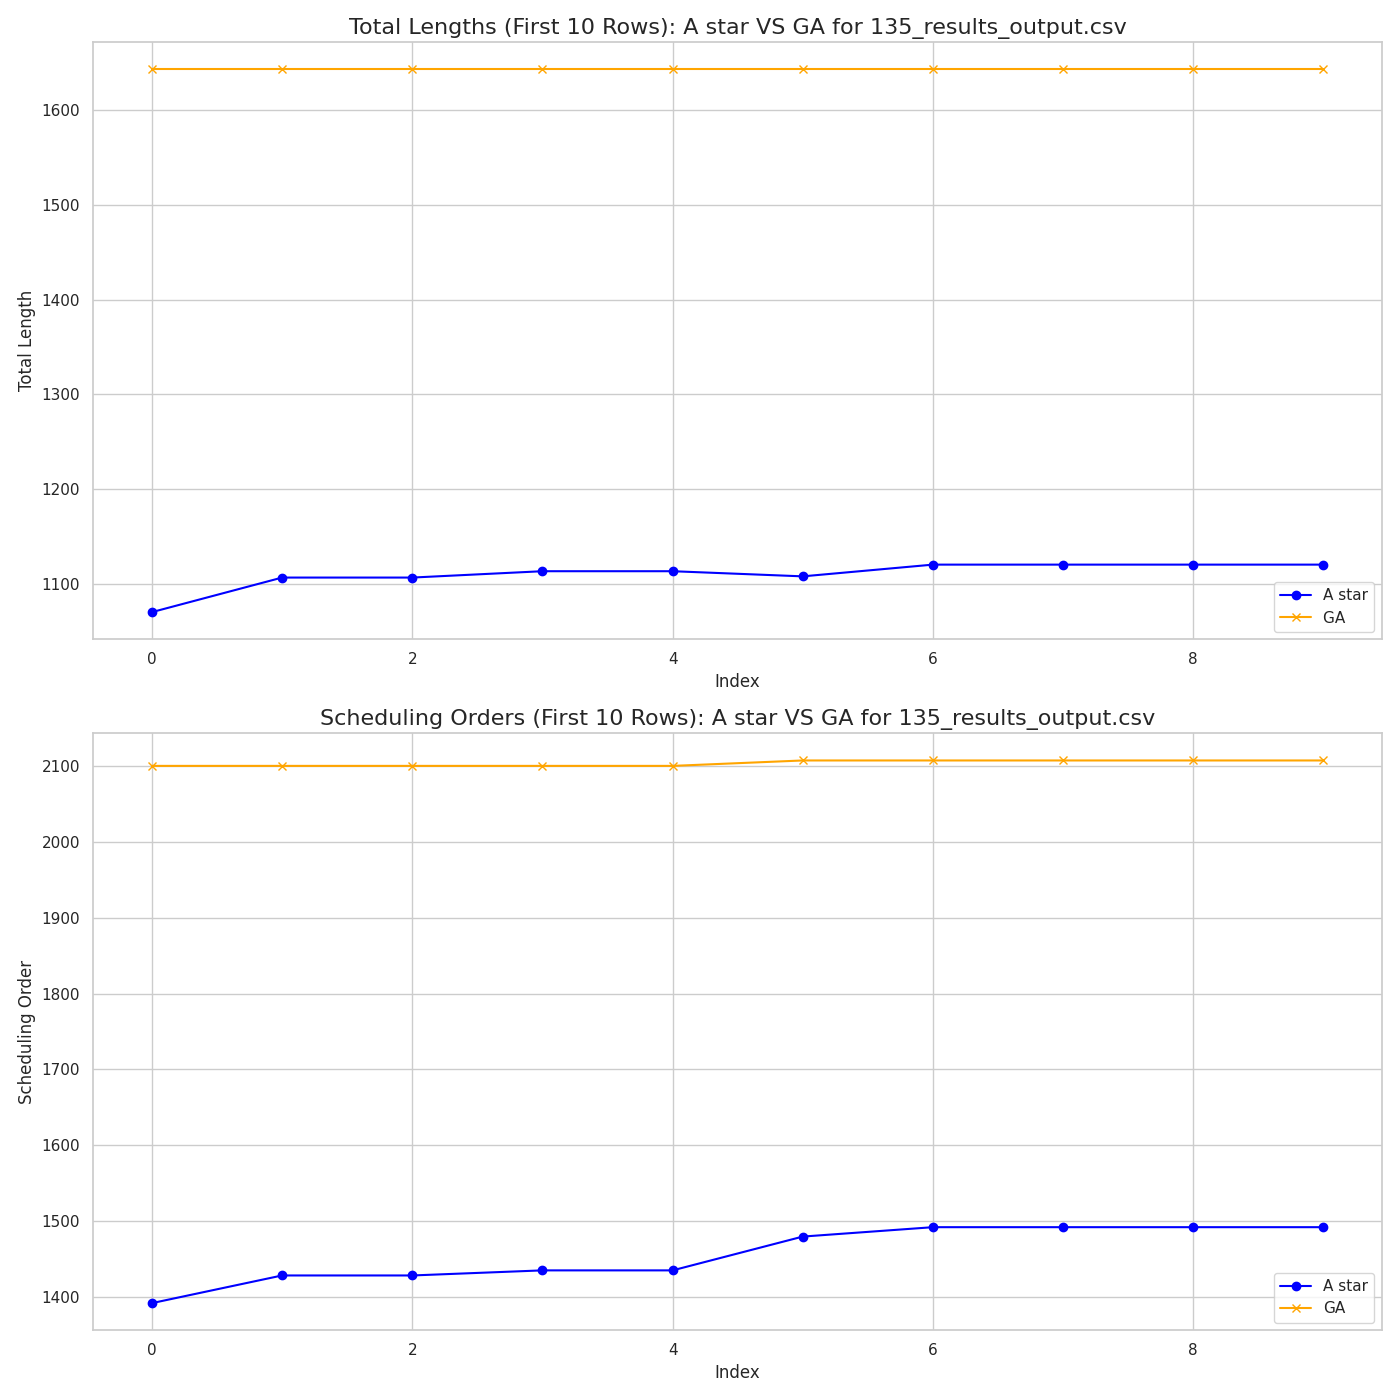 Total Lengths (First 10 Rows): A star VS GA for 135_results_output.csv
Total Length
1600
1500
1400
1300
1200
1100
A star
GA
0 2 4 6 8
Index
Scheduling Orders (First 10 Rows): A star VS GA for 135_results_output.csv
Scheduling Order
2100
2000
1900
1800
1700
1600
1500
1400
A star
GA
0 2 4 6 8
Index